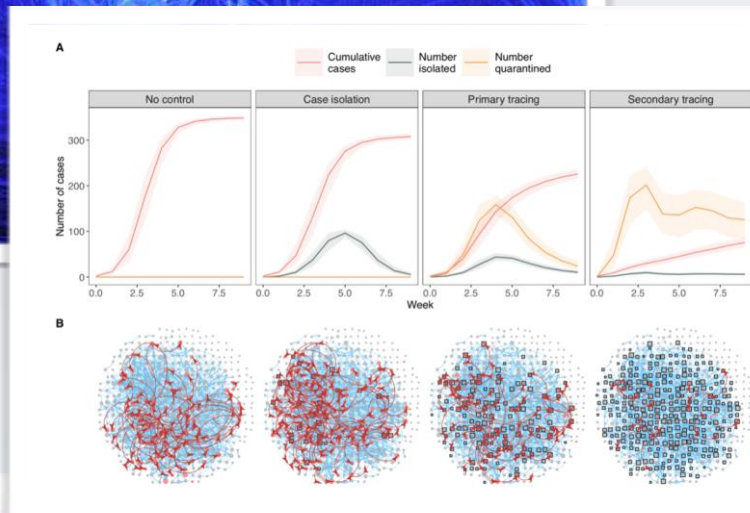 A
Cumulative cases
Number isolated
Number quarantined
No control
Case isolation
Primary tracing
Secondary tracing
Number of cases
300
200
100
0
0.0 2.5 5.0 7.5
0.0 2.5 5.0 7.5
0.0 2.5 5.0 7.5
0.0 2.5 5.0 7.5
Week
B